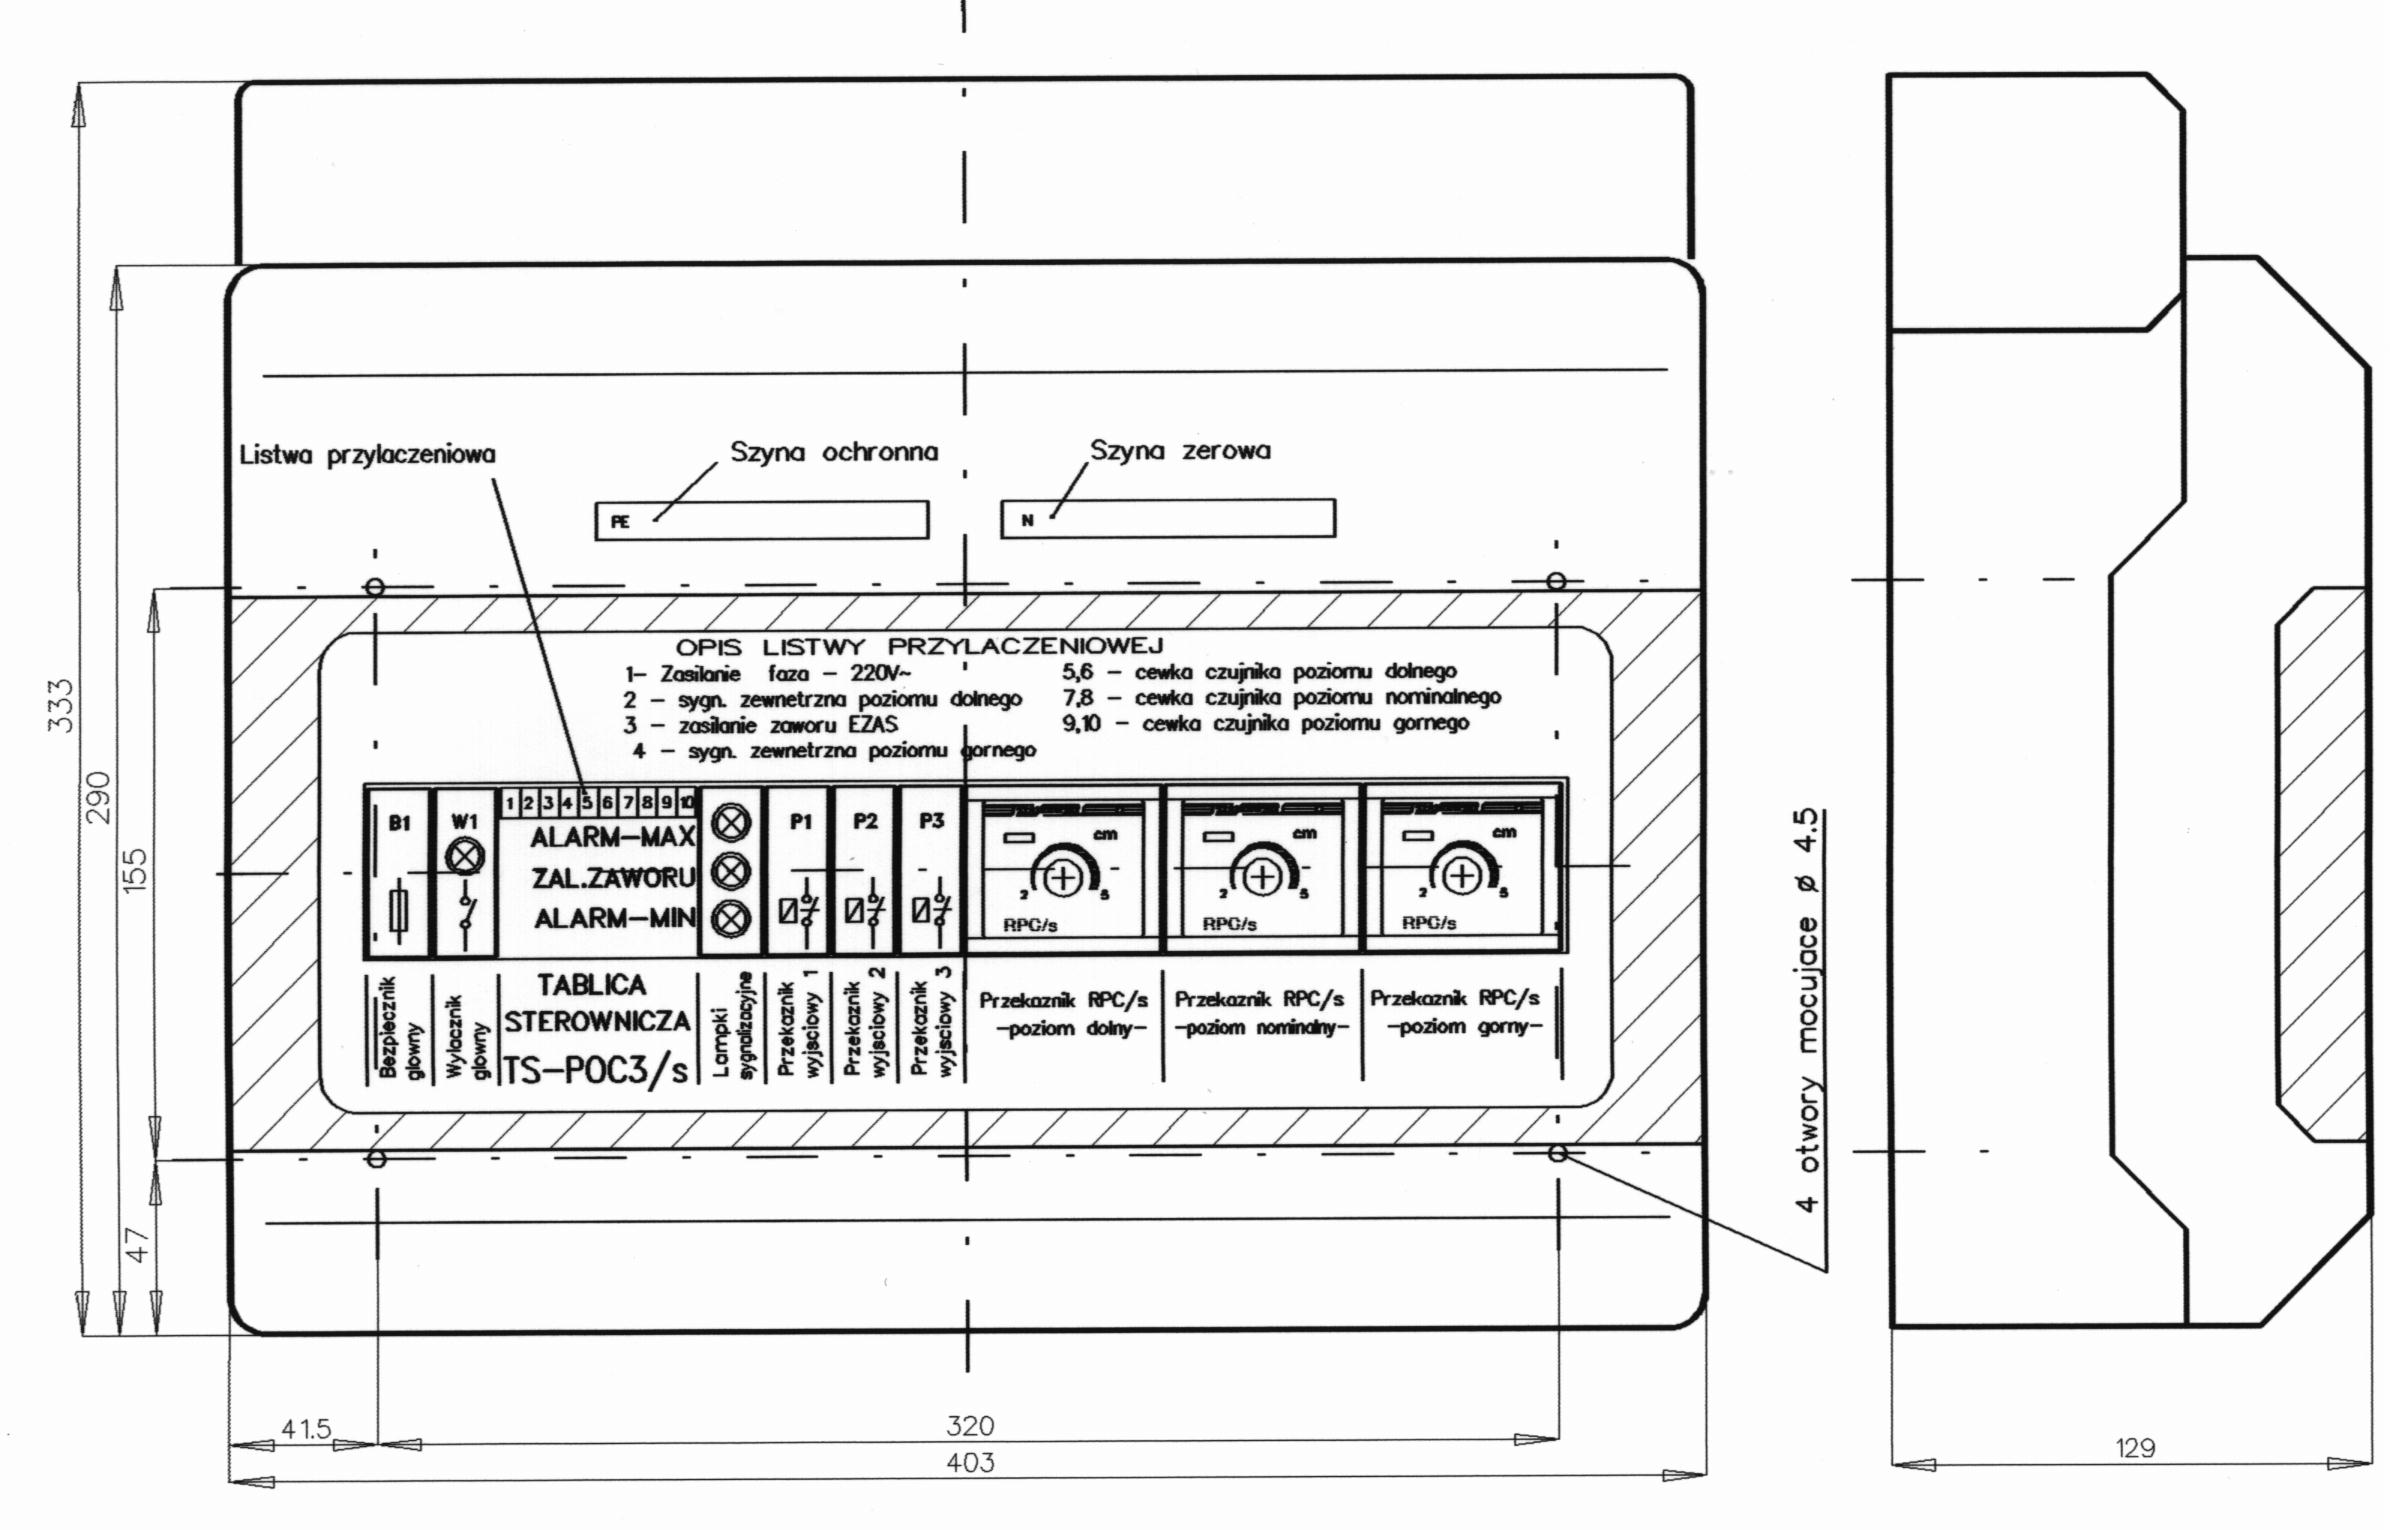 Listwa przylaczeniowa
Szyna ochronna
Szyna zerowa
PE
N
OPIS LISTWY PRZYLACZENIOWEJ
1– Zasilanie faza – 220V~
2 – sygn. zewnetrzna poziomu dolnego
3 – zasilanie zaworu EZAS
4 – sygn. zewnetrzna poziomu gornego
5,6 – cewka czujnika poziomu dolnego
7,8 – cewka czujnika poziomu nominalnego
9,10 – cewka czujnika poziomu gornego
B1
W1
1 2 3 4 5 6 7 8 9 10
ALARM–MAX
ZAL.ZAWORU
ALARM–MIN
P1
P2
P3
cm
2 5
RPC/s
cm
2 5
RPC/s
cm
2 5
RPC/s
Bezpiecznik
glowny
Wylacznik
glowny
TABLICA
STEROWNICZA
TS–POC3/s
Lampki
sygnalizacyjne
Przekaznik
wyjsciowy 1
Przekaznik
wyjsciowy 2
Przekaznik
wyjsciowy 3
Przekaznik RPC/s
–poziom dolny–
Przekaznik RPC/s
–poziom nominalny–
Przekaznik RPC/s
–poziom gorny–
4 otwory mocujace ø 4.5
333
290
155
47
41.5
320
403
129